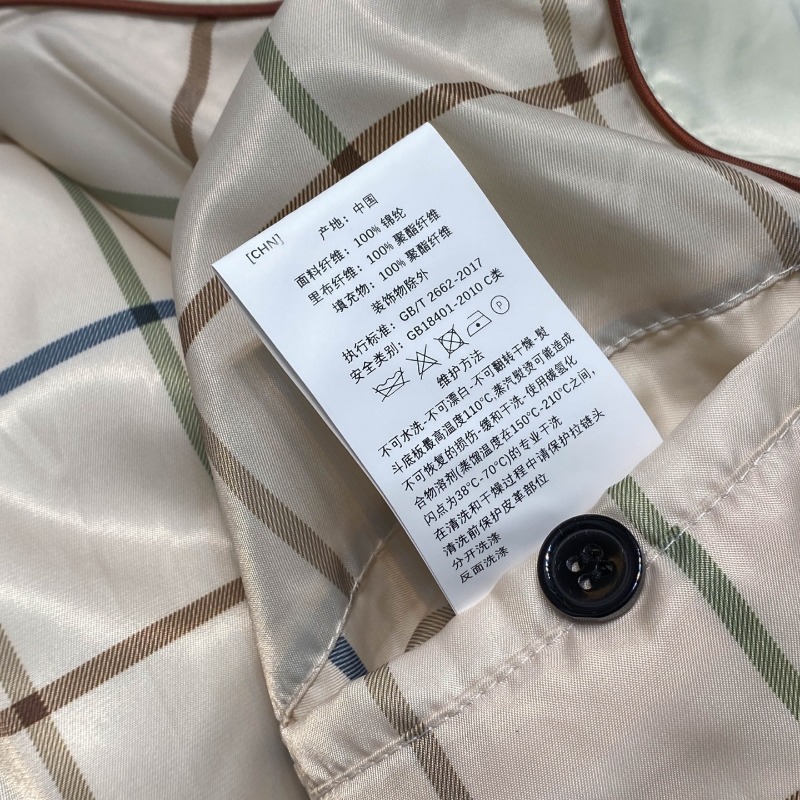 [CHN]
产地：中国
面料纤维：100% 锦纶
里布纤维：100% 聚酯纤维
填充物：100% 聚酯纤维
装饰物除外
执行标准：GB/T 2662-2017
安全类别：GB18401-2010 C类
P
维护方法
不可水洗-不可漂白-不可翻转干燥-熨
斗底板最高温度110°C,蒸汽熨烫可能造成
不可恢复的损伤-缓和干洗-使用碳氢化
合物溶剂(蒸馏温度在150°C-210°C之间,
闪点为38°C-70°C)的专业干洗
在清洗和干燥过程中请保护拉链头
清洗前保护皮革部位
分开洗涤
反面洗涤